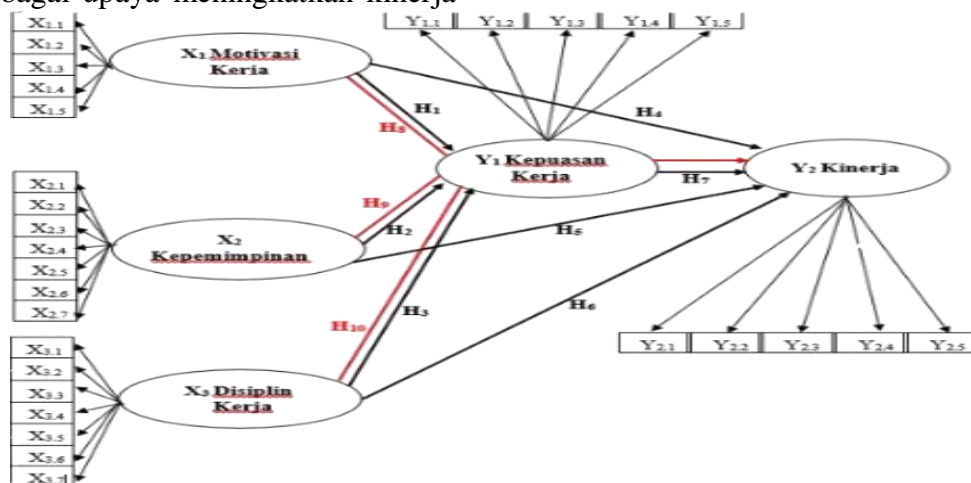 bagai upaya meningkatkan kinerja
X1.1
X1.2
X1.3
X1.4
X1.5
X1 Motivasi
Kerja
Y1.1 Y1.2 Y1.3 Y1.4 Y1.5
H1
H8
H4
Y1 Kepuasan
Kerja
H7
Y2 Kinerja
X2.1
X2.2
X2.3
X2.4
X2.5
X2.6
X2.7
X2
Kepemimpinan
H9
H2
H5
H10
H3
H6
Y2.1 Y2.2 Y2.3 Y2.4 Y2.5
X3.1
X3.2
X3.3
X3.4
X3.5
X3.6
X3.7
X3 Disiplin
Kerja